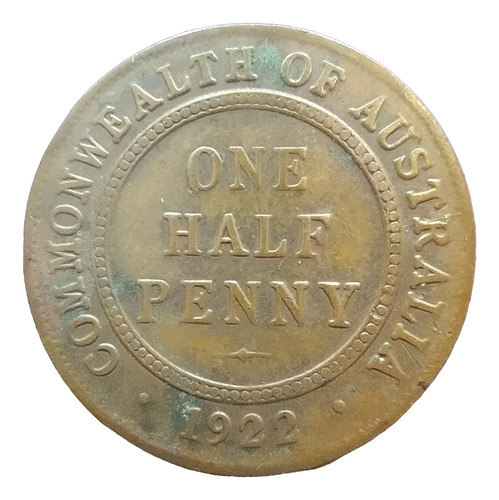 COMMONWEALTH OF AUSTRALIA
ONE
HALF
PENNY
· 1922 ·